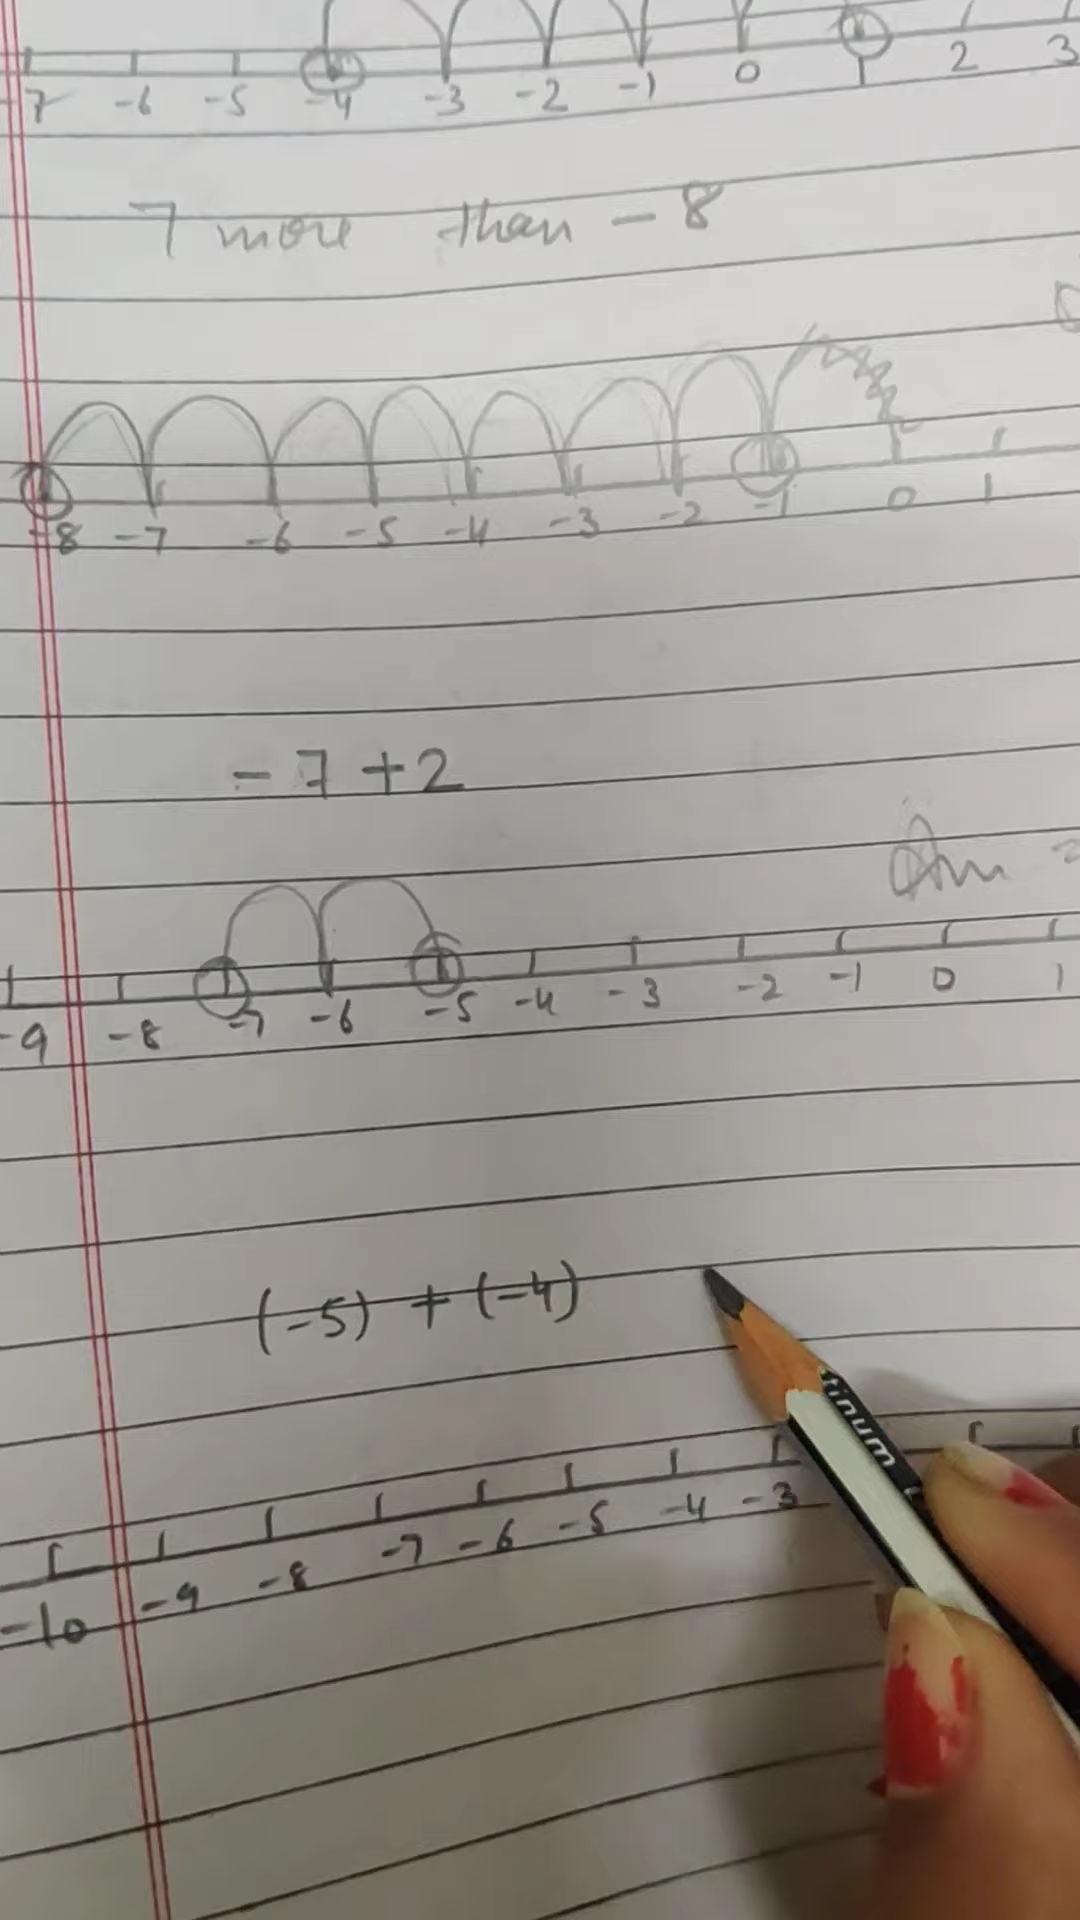 -7 -6 -5 -4 -3 -2 -1 0 1 2 3
7 more than -8
-8 -7 -6 -5 -4 -3 -2 -1 0 1
-7 +2
Ans =
-9 -8 -7 -6 -5 -4 -3 -2 -1 0 1
(-5) + (-4)
-10 -9 -8 -7 -6 -5 -4 -3
tinum